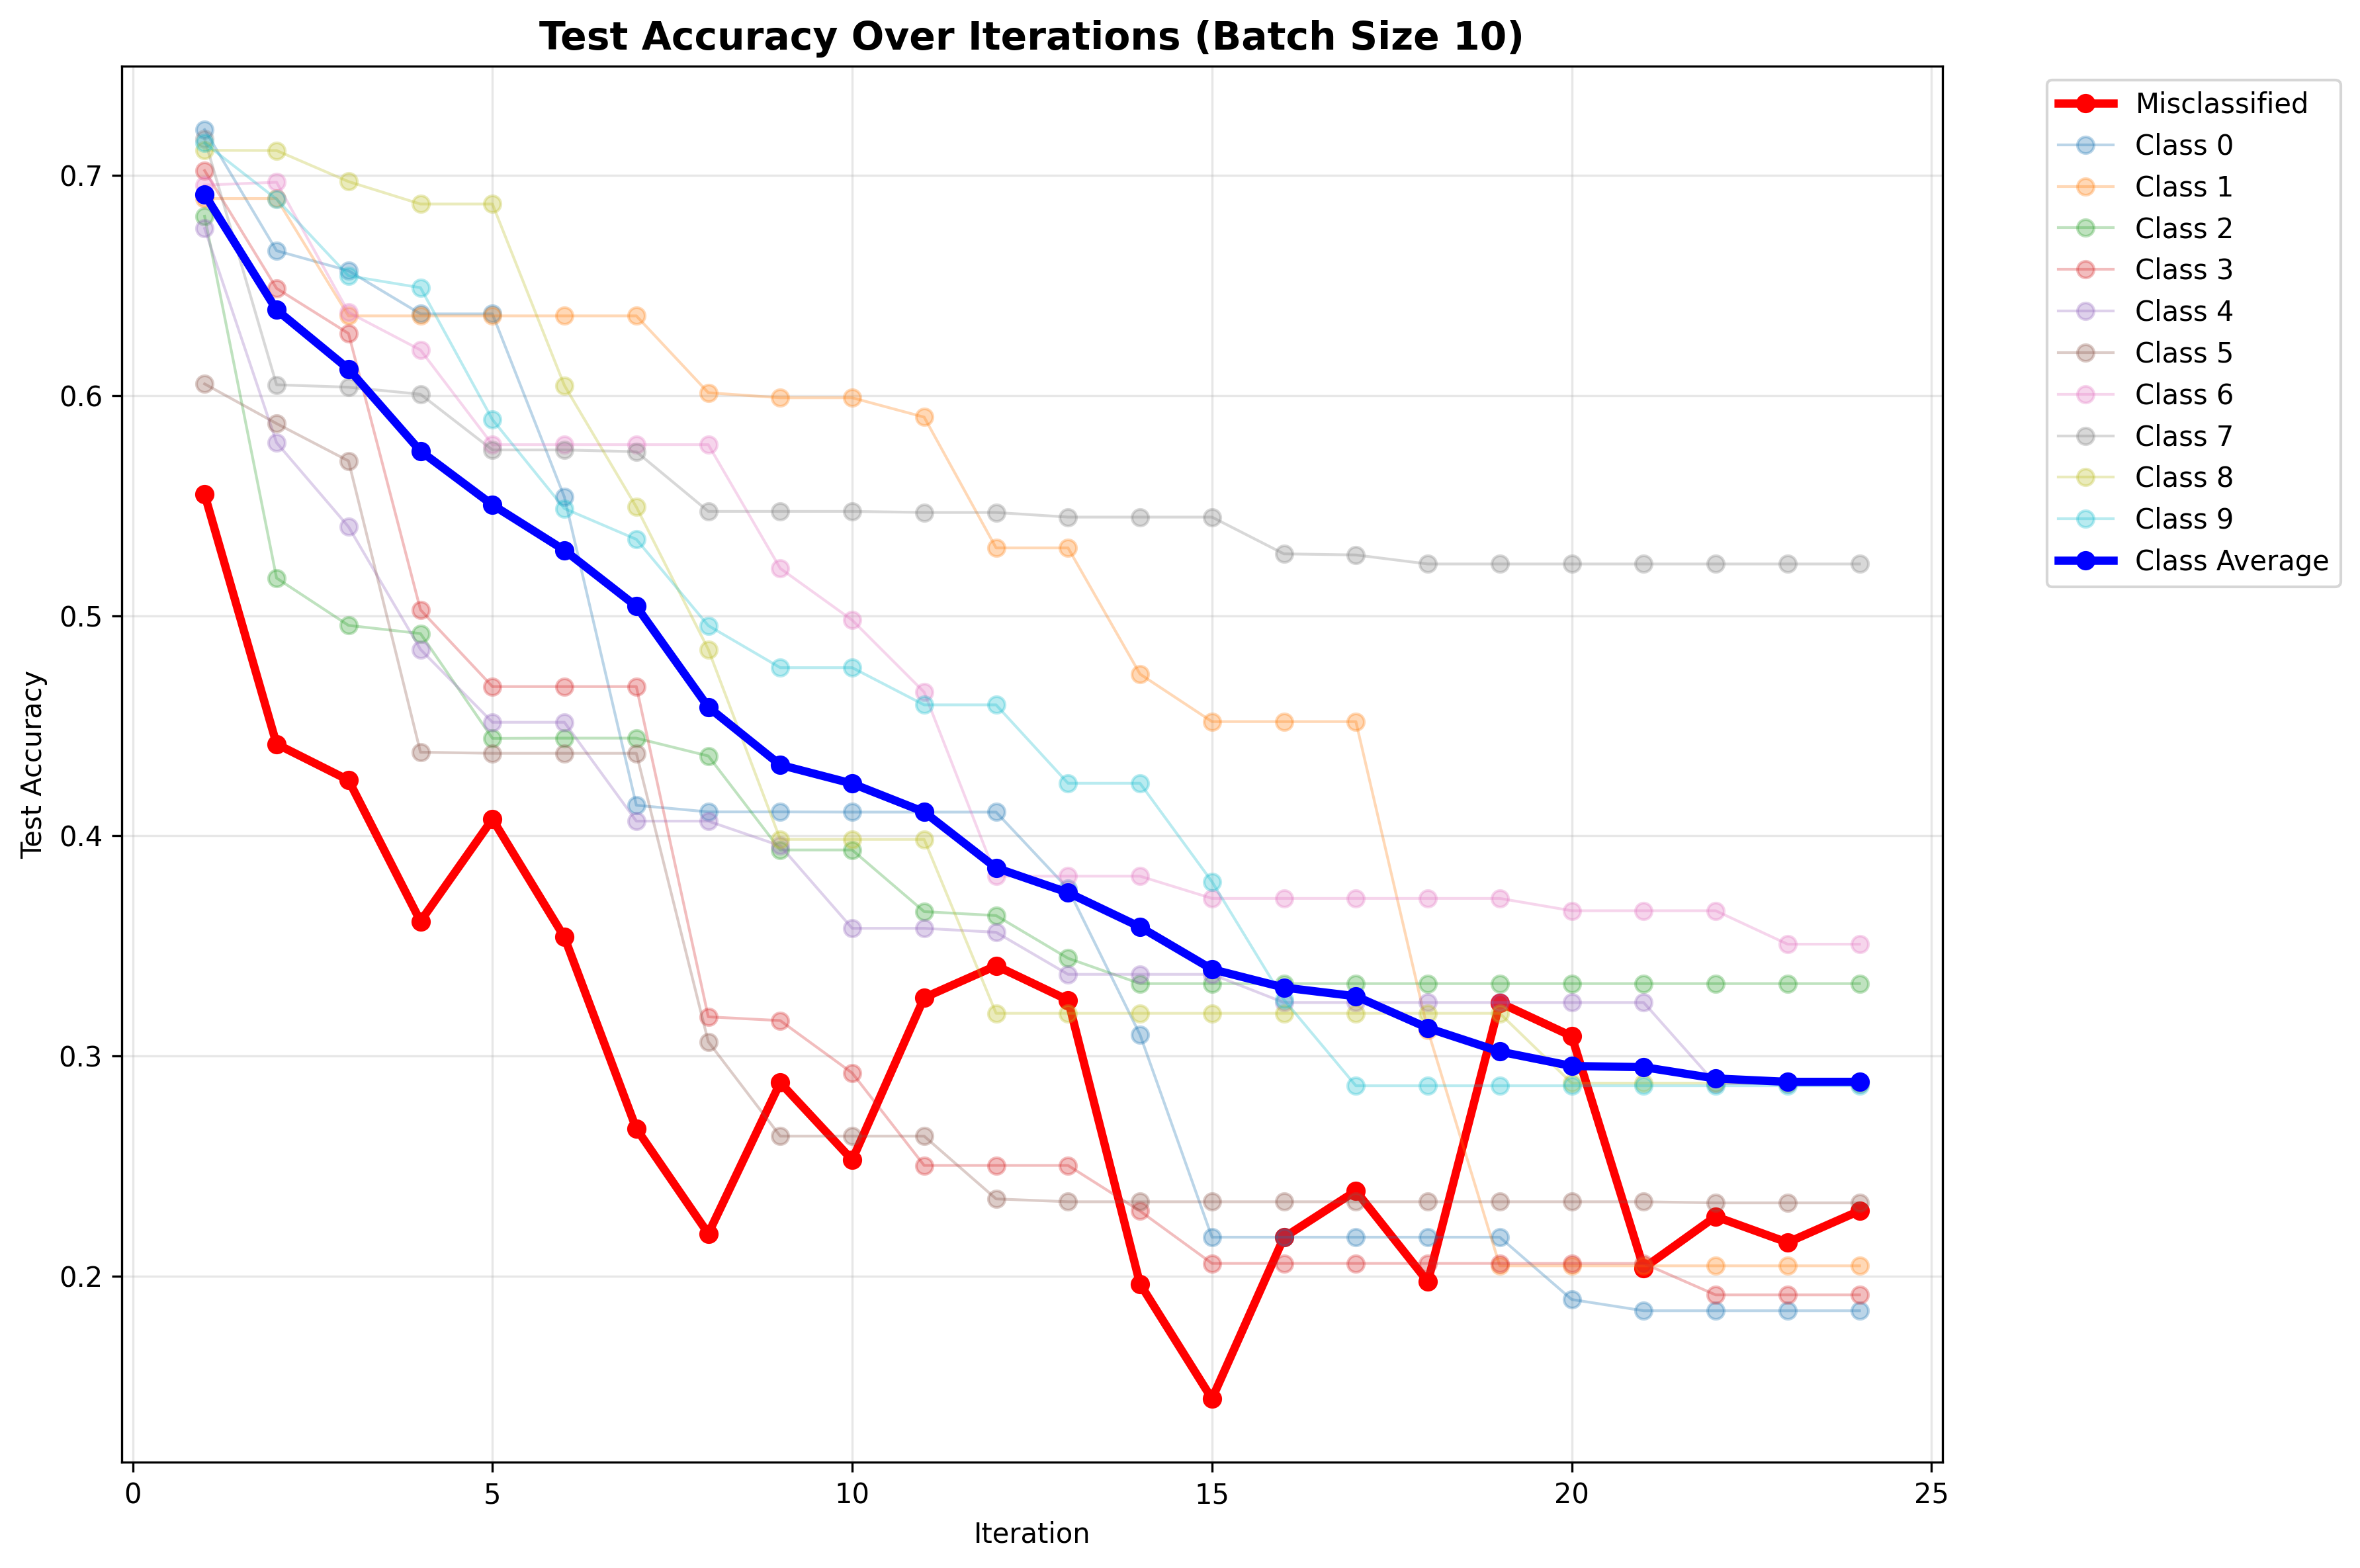 Test Accuracy Over Iterations (Batch Size 10)
Test Accuracy
0.7
0.6
0.5
0.4
0.3
0.2
0
5
10
15
20
25
Iteration
Misclassified
Class 0
Class 1
Class 2
Class 3
Class 4
Class 5
Class 6
Class 7
Class 8
Class 9
Class Average